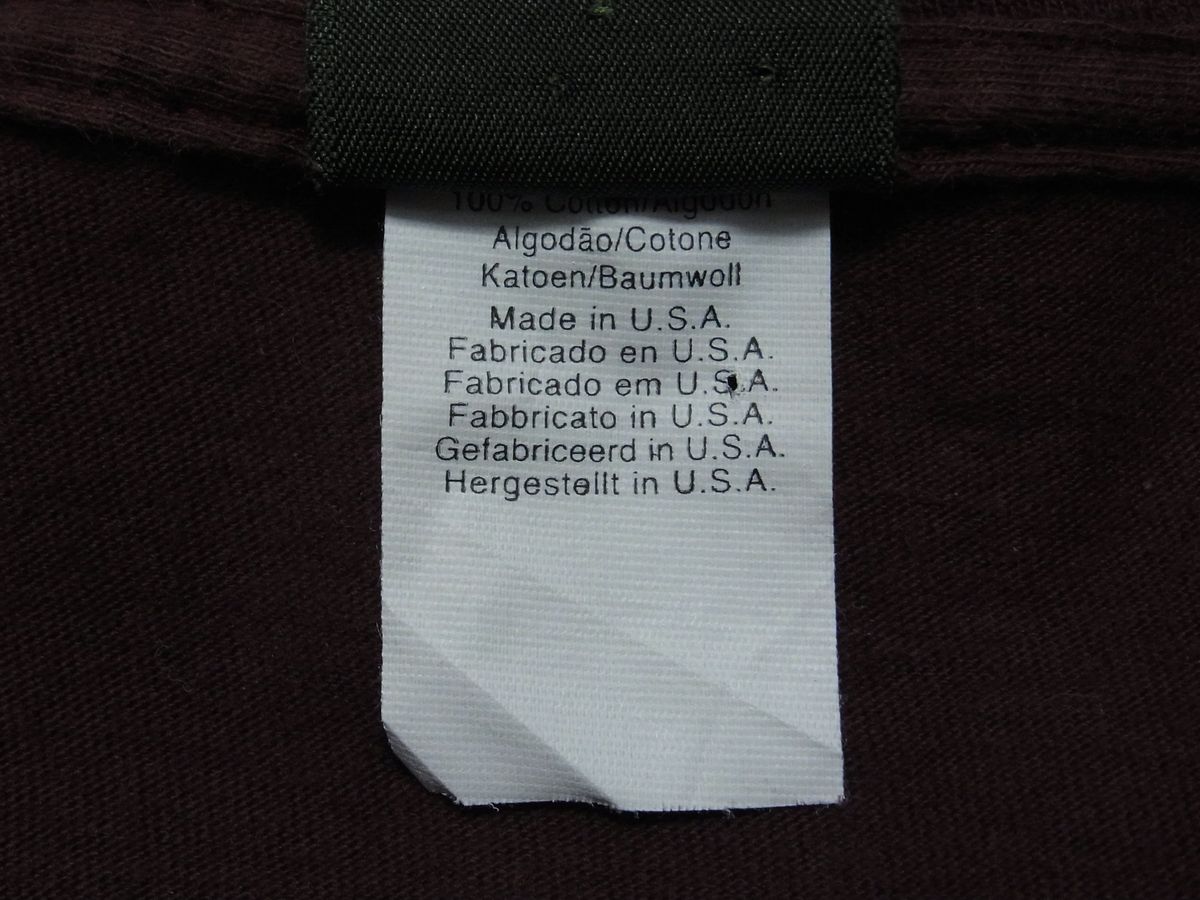 100% Cotton/Algodon
Algodão/Cotone
Katoen/Baumwoll
Made in U.S.A.
Fabricado en U.S.A.
Fabricado em U.S.A.
Fabbricato in U.S.A.
Gefabriceerd in U.S.A.
Hergestellt in U.S.A.